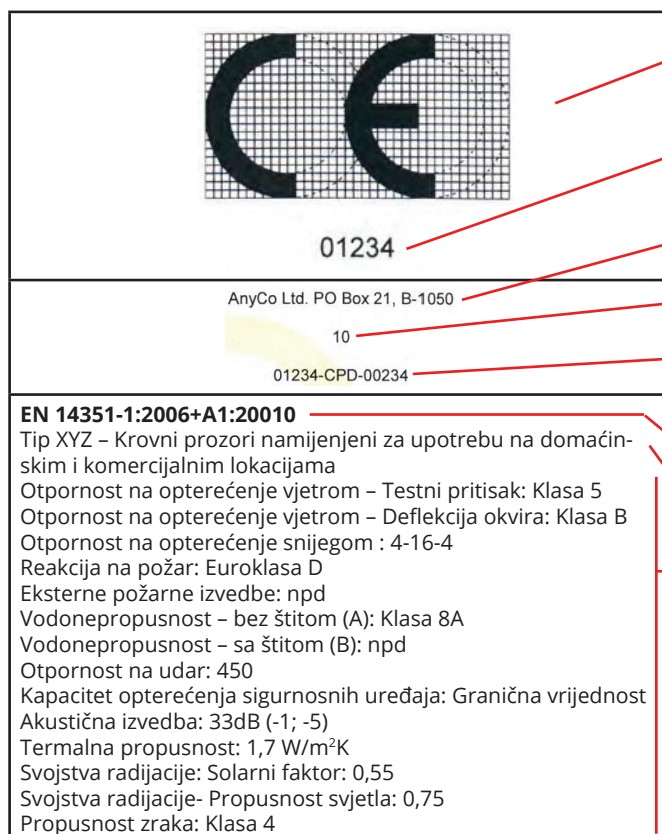 CE
01234
AnyCo Ltd. PO Box 21, B-1050
10
01234-CPD-00234
EN 14351-1:2006+A1:20010
Tip XYZ – Krovni prozori namijenjeni za upotrebu na domaćin-
skim i komercijalnim lokacijama
Otpornost na opterećenje vjetrom – Testni pritisak: Klasa 5
Otpornost na opterećenje vjetrom – Deflekcija okvira: Klasa B
Otpornost na opterećenje snijegom : 4-16-4
Reakcija na požar: Euroklasa D
Eksterne požarne izvedbe: npd
Vodonepropusnost – bez štitom (A): Klasa 8A
Vodonepropusnost – sa štitom (B): npd
Otpornost na udar: 450
Kapacitet opterećenja sigurnosnih uređaja: Granična vrijednost
Akustična izvedba: 33dB (-1; -5)
Termalna propusnost: 1,7 W/m²K
Svojstva radijacije: Solarni faktor: 0,55
Svojstva radijacije- Propusnost svjetla: 0,75
Propusnost zraka: Klasa 4